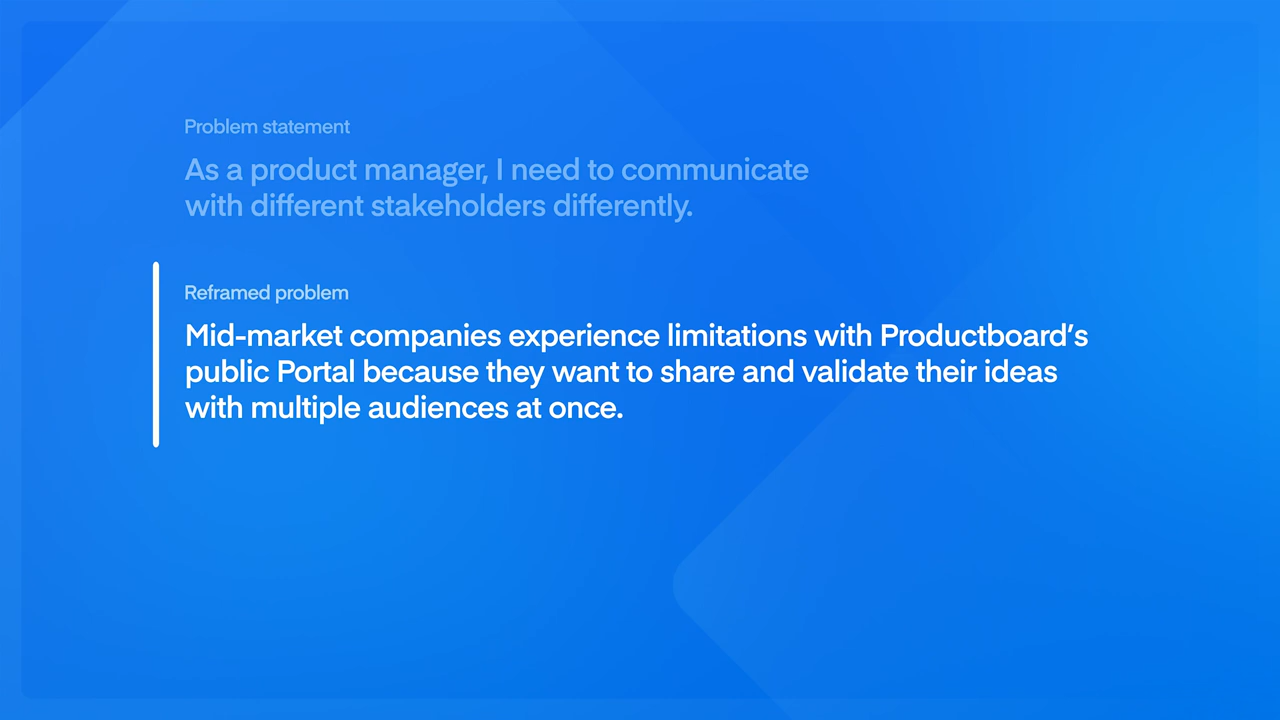 Problem statement
As a product manager, I need to communicate
with different stakeholders differently.
Reframed problem
Mid-market companies experience limitations with Productboard’s
public Portal because they want to share and validate their ideas
with multiple audiences at once.